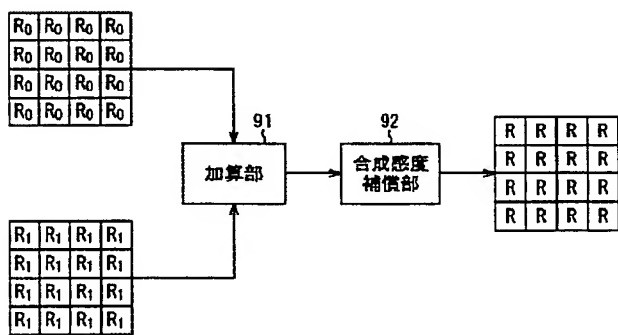 R₀ R₀ R₀ R₀
R₀ R₀ R₀ R₀
R₀ R₀ R₀ R₀
R₀ R₀ R₀ R₀
91
加算部
92
合成感度
補償部
R R R R
R R R R
R R R R
R R R R
R₁ R₁ R₁ R₁
R₁ R₁ R₁ R₁
R₁ R₁ R₁ R₁
R₁ R₁ R₁ R₁